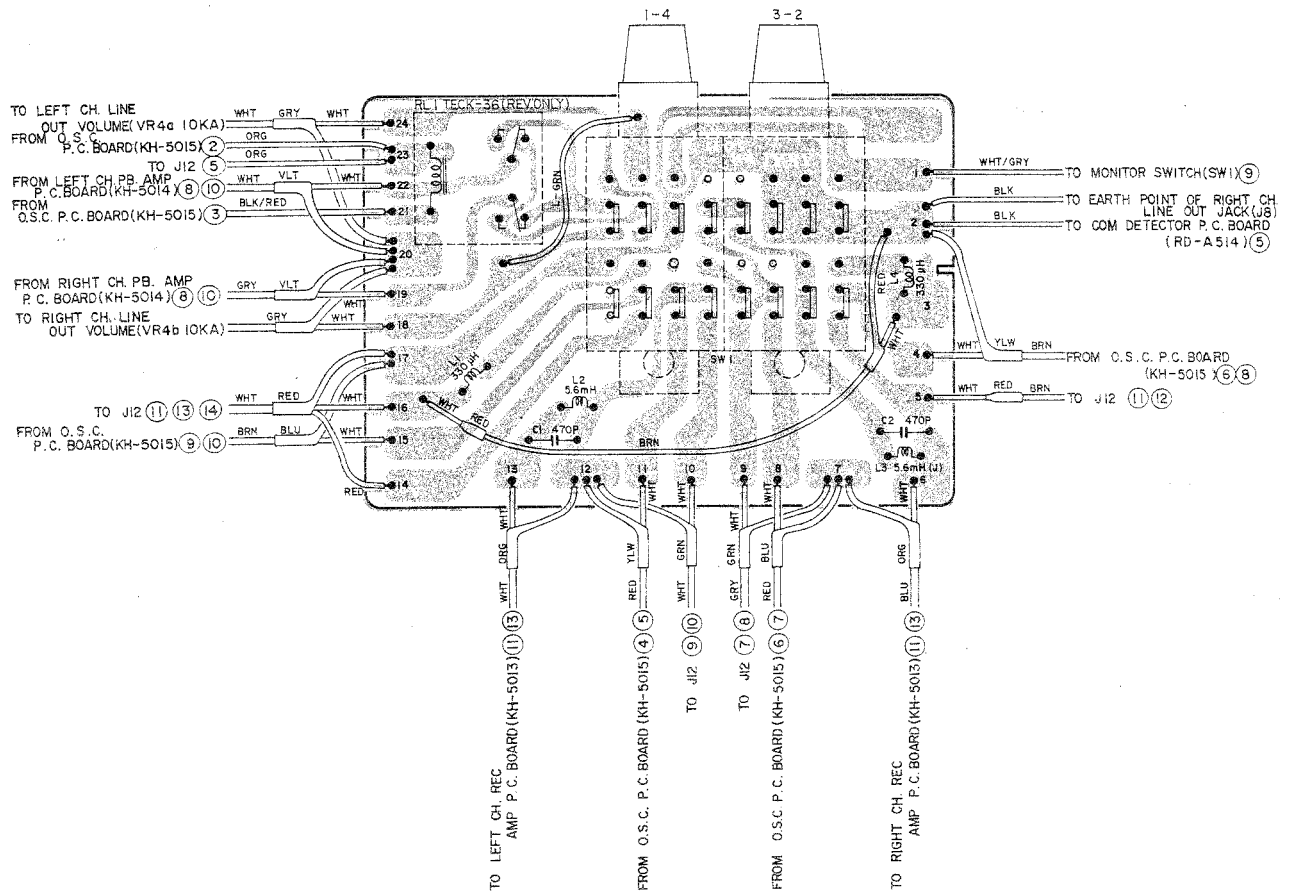 1-4
3-2
RL.1 TECK-36(REV.ONLY)
TO LEFT CH. LINE
OUT VOLUME(VR4a 10KA)
WHT
GRY
WHT
24
FROM O.S.C.
P.C. BOARD(KH-5015) ②
ORG
23
TO J12 ⑤
ORG
FROM LEFT CH. PB. AMP
P.C. BOARD(KH-5014) ⑧ ⑩
WHT
VLT
WHT
22
FROM
O.S.C. P.C. BOARD(KH-5015) ③
BLK/RED
21
20
FROM RIGHT CH. PB. AMP
P.C. BOARD(KH-5014) ⑧ ⑩
GRY
VLT
WHT
19
TO RIGHT CH. LINE
OUT VOLUME(VR4b 10KA)
GRY
WHT
18
17
TO J12 ⑪ ⑬ ⑭
WHT
RED
WHT
16
FROM O.S.C.
P.C. BOARD(KH-5015) ⑨ ⑩
BRN
BLU
WHT
15
RED
14
L-GRN
L1
330μH
L2
5.6mH
C1 470P
WHT
RED
BRN
SW1
RED
WHT
L4
330μH
C2 470P
L3 5.6mH(J)
1
WHT/GRY
TO MONITOR SWITCH(SW1) ⑨
BLK
TO EARTH POINT OF RIGHT CH.
LINE OUT JACK(J8)
2
BLK
TO COM DETECTOR P.C. BOARD
(RD-A514) ⑤
3
4
WHT
YLW
BRN
FROM O.S.C. P.C. BOARD
(KH-5015) ⑥ ⑧
5
WHT
RED
BRN
TO J12 ⑪ ⑫
13
12
11
10
9
8
7
6
WHT
ORG
WHT
TO LEFT CH. REC
AMP P.C. BOARD(KH-5013) ⑪ ⑬
WHT
YLW
RED
FROM O.S.C. P.C. BOARD(KH-5015) ④ ⑤
WHT
GRN
WHT
TO J12 ⑨ ⑩
WHT
GRN
GRY
TO J12 ⑦ ⑧
WHT
BLU
RED
FROM O.S.C. P.C. BOARD(KH-5015) ⑥ ⑦
WHT
ORG
BLU
TO RIGHT CH. REC
AMP P.C. BOARD(KH-5013) ⑪ ⑬